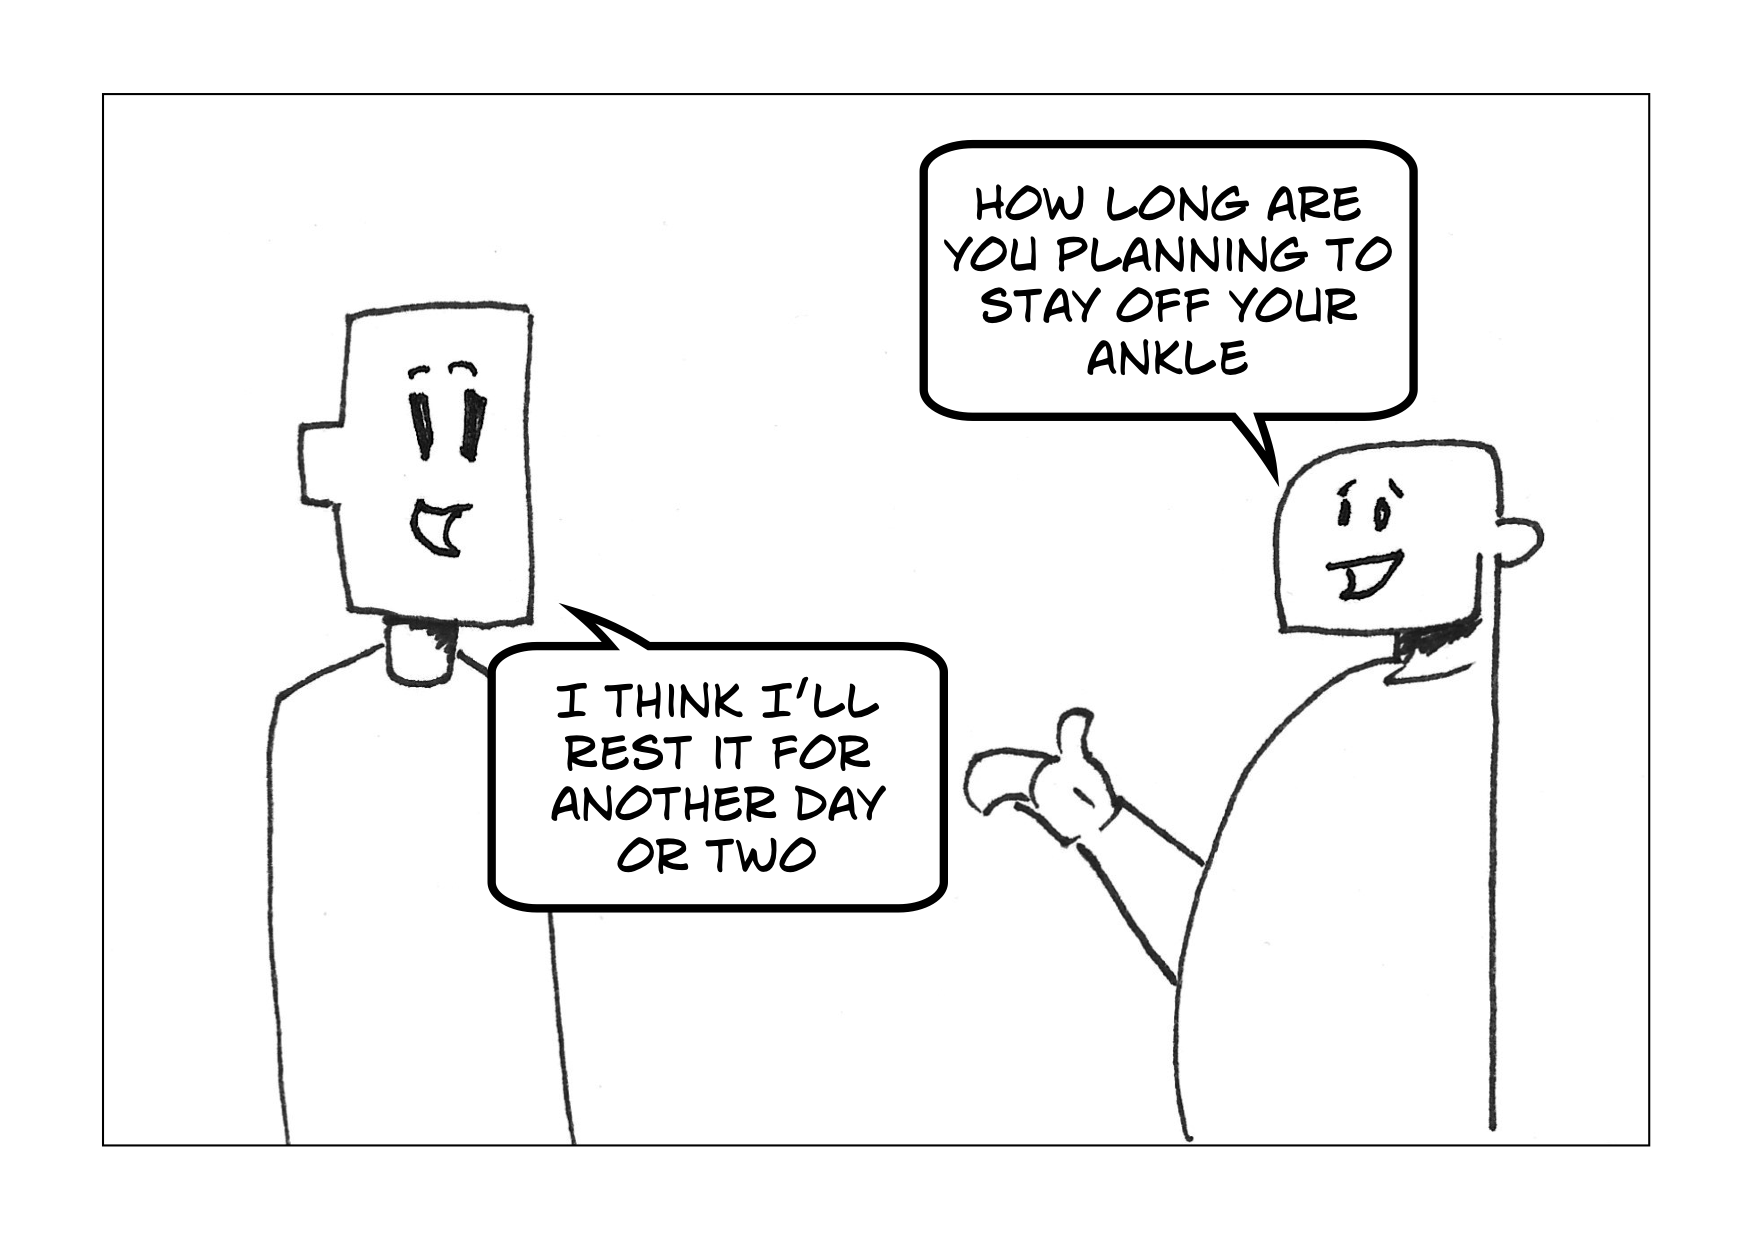 HOW LONG ARE
YOU PLANNING TO
STAY OFF YOUR
ANKLE
I THINK I'LL
REST IT FOR
ANOTHER DAY
OR TWO